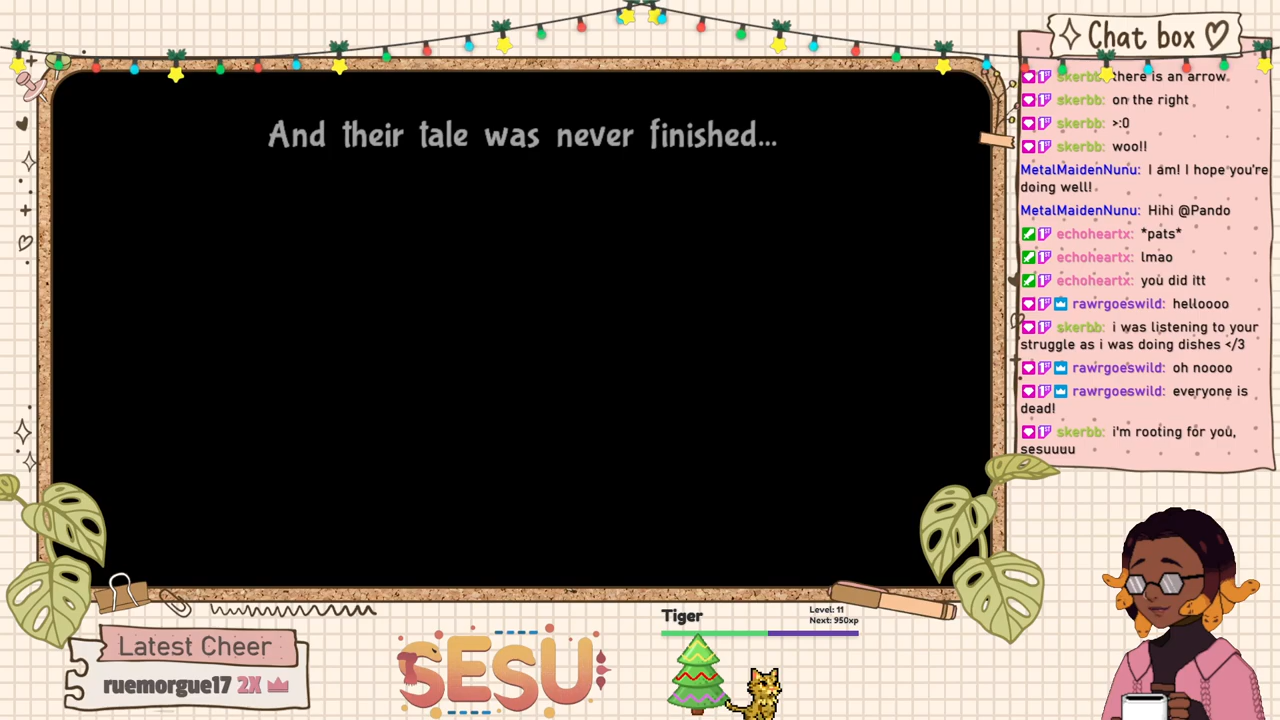 And their tale was never finished...
Chat box
skerbb: there is an arrow
skerbb: on the right
skerbb: >:0
skerbb: woo!!
MetalMaidenNunu: I am! I hope you're
doing well!
MetalMaidenNunu: Hihi @Pando
echoheartx: *pats*
echoheartx: lmao
echoheartx: you did itt
rawrgoeswild: helloooo
skerbb: i was listening to your
struggle as i was doing dishes </3
rawrgoeswild: oh noooo
rawrgoeswild: everyone is
dead!
skerbb: i'm rooting for you,
sesuuuu
Latest Cheer
ruemorgue17 2X
SESU
Tiger
Level: 11
Next: 950xp